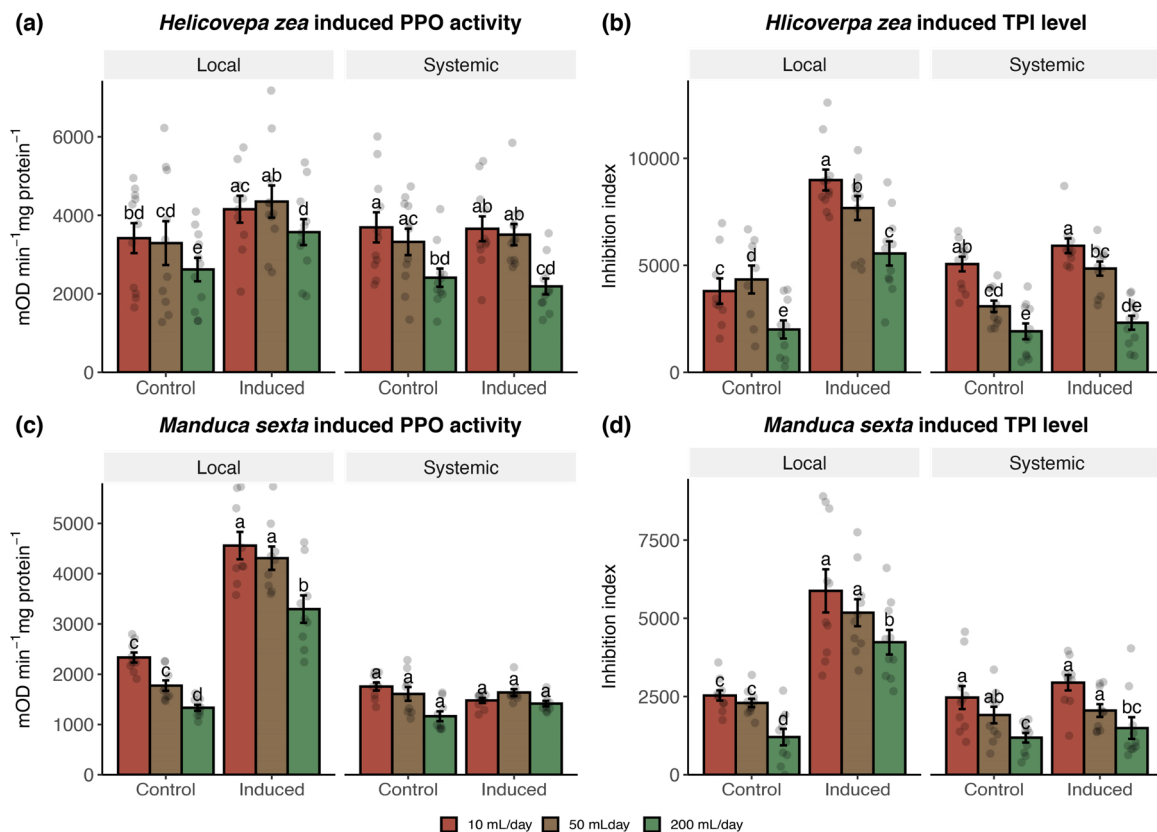 (a) Helicovepa zea induced PPO activity
Local Systemic
mOD min⁻¹mg protein⁻¹
6000
4000
2000
0
bd cd e ac ab d a ac bd ab ab cd
Control Induced Control Induced
(b) Hlicoverpa zea induced TPI level
Local Systemic
Inhibition index
10000
5000
0
c d e a b c ab cd e a bc de
Control Induced Control Induced
(c) Manduca sexta induced PPO activity
Local Systemic
mOD min⁻¹mg protein⁻¹
5000
4000
3000
2000
1000
0
c c d a a b a a a a a a
Control Induced Control Induced
(d) Manduca sexta induced TPI level
Local Systemic
Inhibition index
7500
5000
2500
0
c c d a a b a ab c a a bc
Control Induced Control Induced
10 mL/day 50 mLday 200 mL/day